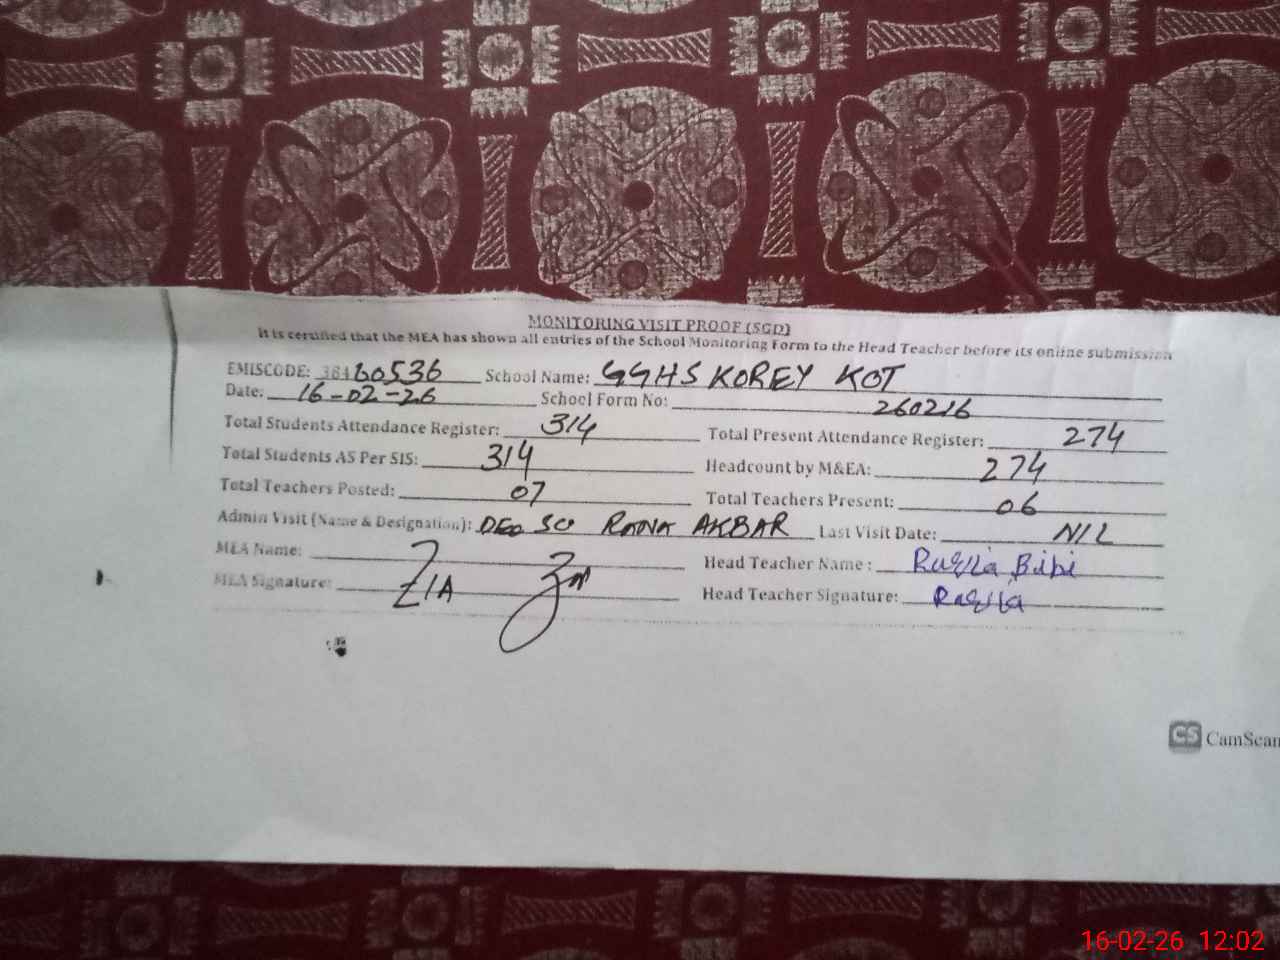 MONITORING VISIT PROOF (SGD)
It is certified that the MEA has shown all entries of the School Monitoring Form to the Head Teacher before its online submission
EMISCODE: 38460536 School Name: GGHS KOREY KOT
Date: 16-02-26 School Form No: 260216
Total Students Attendance Register: 314 Total Present Attendance Register: 274
Total Students AS Per SIS: 314 Headcount by M&EA: 274
Total Teachers Posted: 07 Total Teachers Present: 06
Admin Visit (Name & Designation): DEO SC RANA AKBAR Last Visit Date: NIL
MEA Name: ZIA Head Teacher Name: Bibi
MEA Signature: Head Teacher Signature:
CS CamScan
16-02-26 12:02